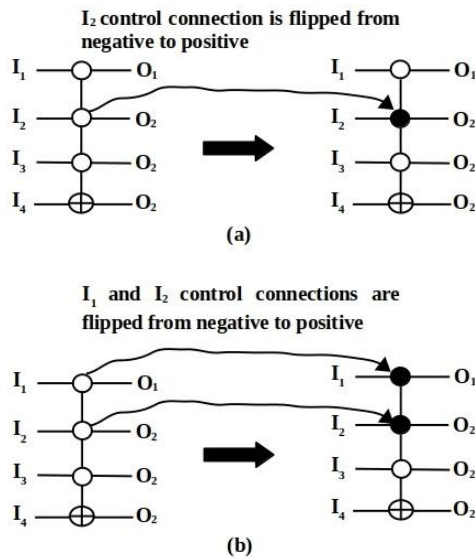 I₂ control connection is flipped from
negative to positive
I₁ O₁ I₁ O₁
I₂ O₂ I₂ O₂
I₃ O₂ I₃ O₂
I₄ O₂ I₄ O₂
(a)
I₁ and I₂ control connections are
flipped from negative to positive
I₁ O₁ I₁ O₁
I₂ O₂ I₂ O₂
I₃ O₂ I₃ O₂
I₄ O₂ I₄ O₂
(b)